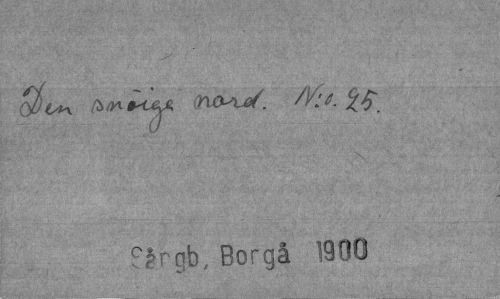 Den snöiga nord. N:o. 25.
Sårgb, Borgå 1900